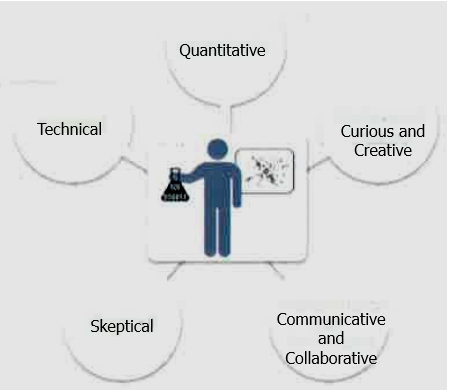 Quantitative
Technical
Curious and
Creative
Skeptical
Communicative
and
Collaborative